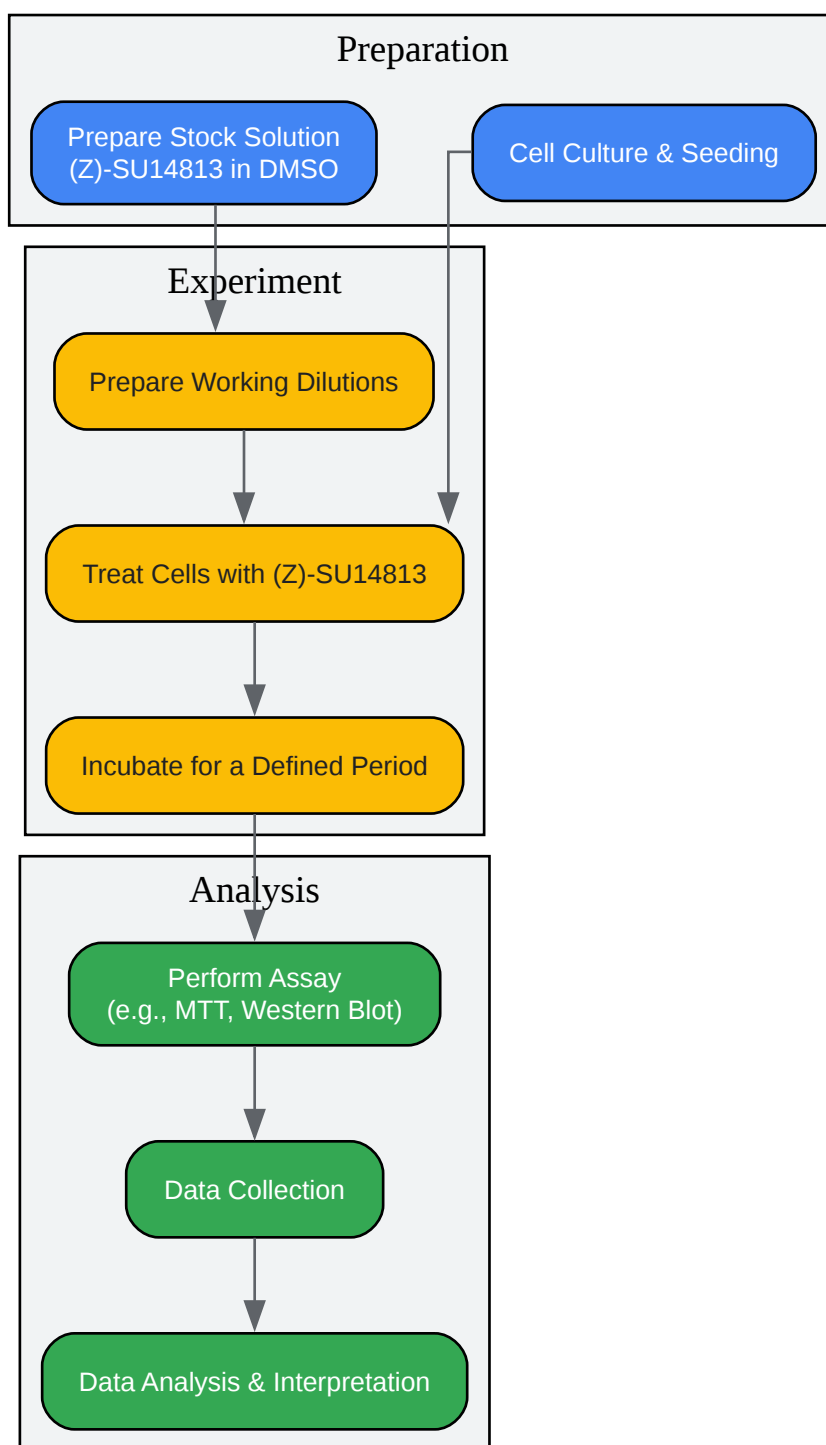 Preparation
Prepare Stock Solution
(Z)-SU14813 in DMSO
Cell Culture & Seeding
Experiment
Prepare Working Dilutions
Treat Cells with (Z)-SU14813
Incubate for a Defined Period
Analysis
Perform Assay
(e.g., MTT, Western Blot)
Data Collection
Data Analysis & Interpretation